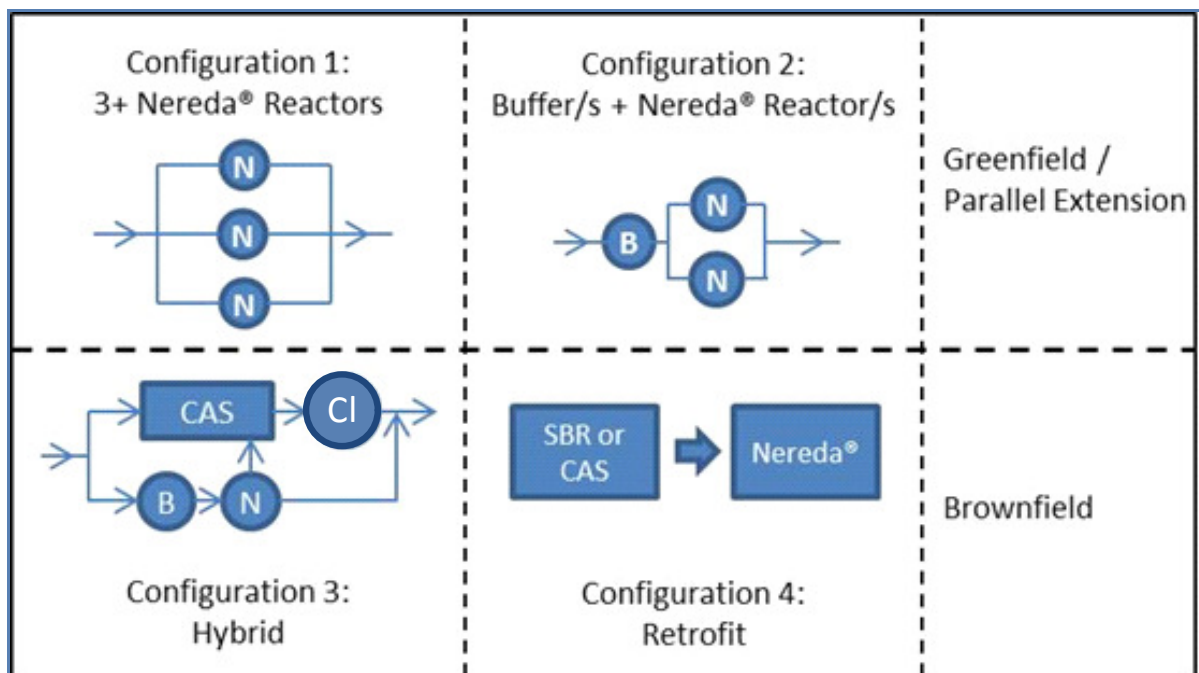 Configuration 1:
3+ Nereda® Reactors
N
N
N
Configuration 2:
Buffer/s + Nereda® Reactor/s
B
N
N
Greenfield /
Parallel Extension
CAS
Cl
B
N
Configuration 3:
Hybrid
SBR or
CAS
Nereda®
Configuration 4:
Retrofit
Brownfield